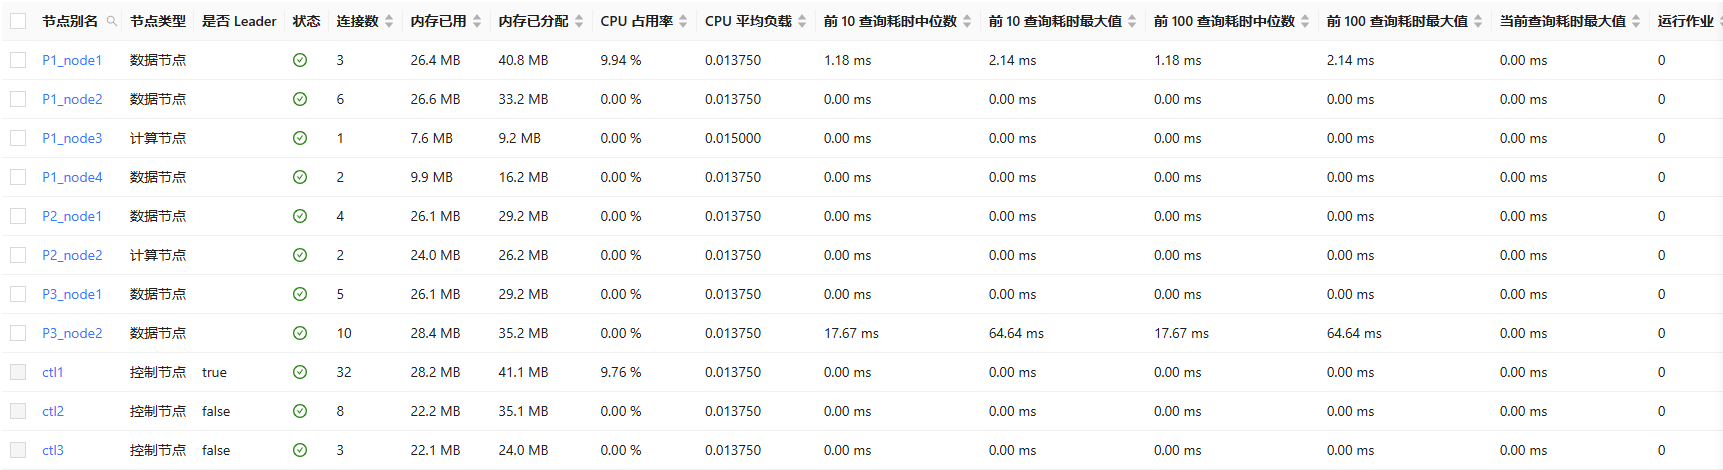 节点别名 节点类型 是否 Leader 状态 连接数 内存已用 内存已分配 CPU 占用率 CPU 平均负载 前 10 查询耗时中位数 前 10 查询耗时最大值 前 100 查询耗时中位数 前 100 查询耗时最大值 当前查询耗时最大值 运行作业
P1_node1 数据节点 3 26.4 MB 40.8 MB 9.94 % 0.013750 1.18 ms 2.14 ms 1.18 ms 2.14 ms 0.00 ms 0
P1_node2 数据节点 6 26.6 MB 33.2 MB 0.00 % 0.013750 0.00 ms 0.00 ms 0.00 ms 0.00 ms 0.00 ms 0
P1_node3 计算节点 1 7.6 MB 9.2 MB 0.00 % 0.015000 0.00 ms 0.00 ms 0.00 ms 0.00 ms 0.00 ms 0
P1_node4 数据节点 2 9.9 MB 16.2 MB 0.00 % 0.013750 0.00 ms 0.00 ms 0.00 ms 0.00 ms 0.00 ms 0
P2_node1 数据节点 4 26.1 MB 29.2 MB 0.00 % 0.013750 0.00 ms 0.00 ms 0.00 ms 0.00 ms 0.00 ms 0
P2_node2 计算节点 2 24.0 MB 26.2 MB 0.00 % 0.013750 0.00 ms 0.00 ms 0.00 ms 0.00 ms 0.00 ms 0
P3_node1 数据节点 5 26.1 MB 29.2 MB 0.00 % 0.013750 0.00 ms 0.00 ms 0.00 ms 0.00 ms 0.00 ms 0
P3_node2 数据节点 10 28.4 MB 35.2 MB 0.00 % 0.013750 17.67 ms 64.64 ms 17.67 ms 64.64 ms 0.00 ms 0
ctl1 控制节点 true 32 28.2 MB 41.1 MB 9.76 % 0.013750 0.00 ms 0.00 ms 0.00 ms 0.00 ms 0.00 ms 0
ctl2 控制节点 false 8 22.2 MB 35.1 MB 0.00 % 0.013750 0.00 ms 0.00 ms 0.00 ms 0.00 ms 0.00 ms 0
ctl3 控制节点 false 3 22.1 MB 24.0 MB 0.00 % 0.013750 0.00 ms 0.00 ms 0.00 ms 0.00 ms 0.00 ms 0